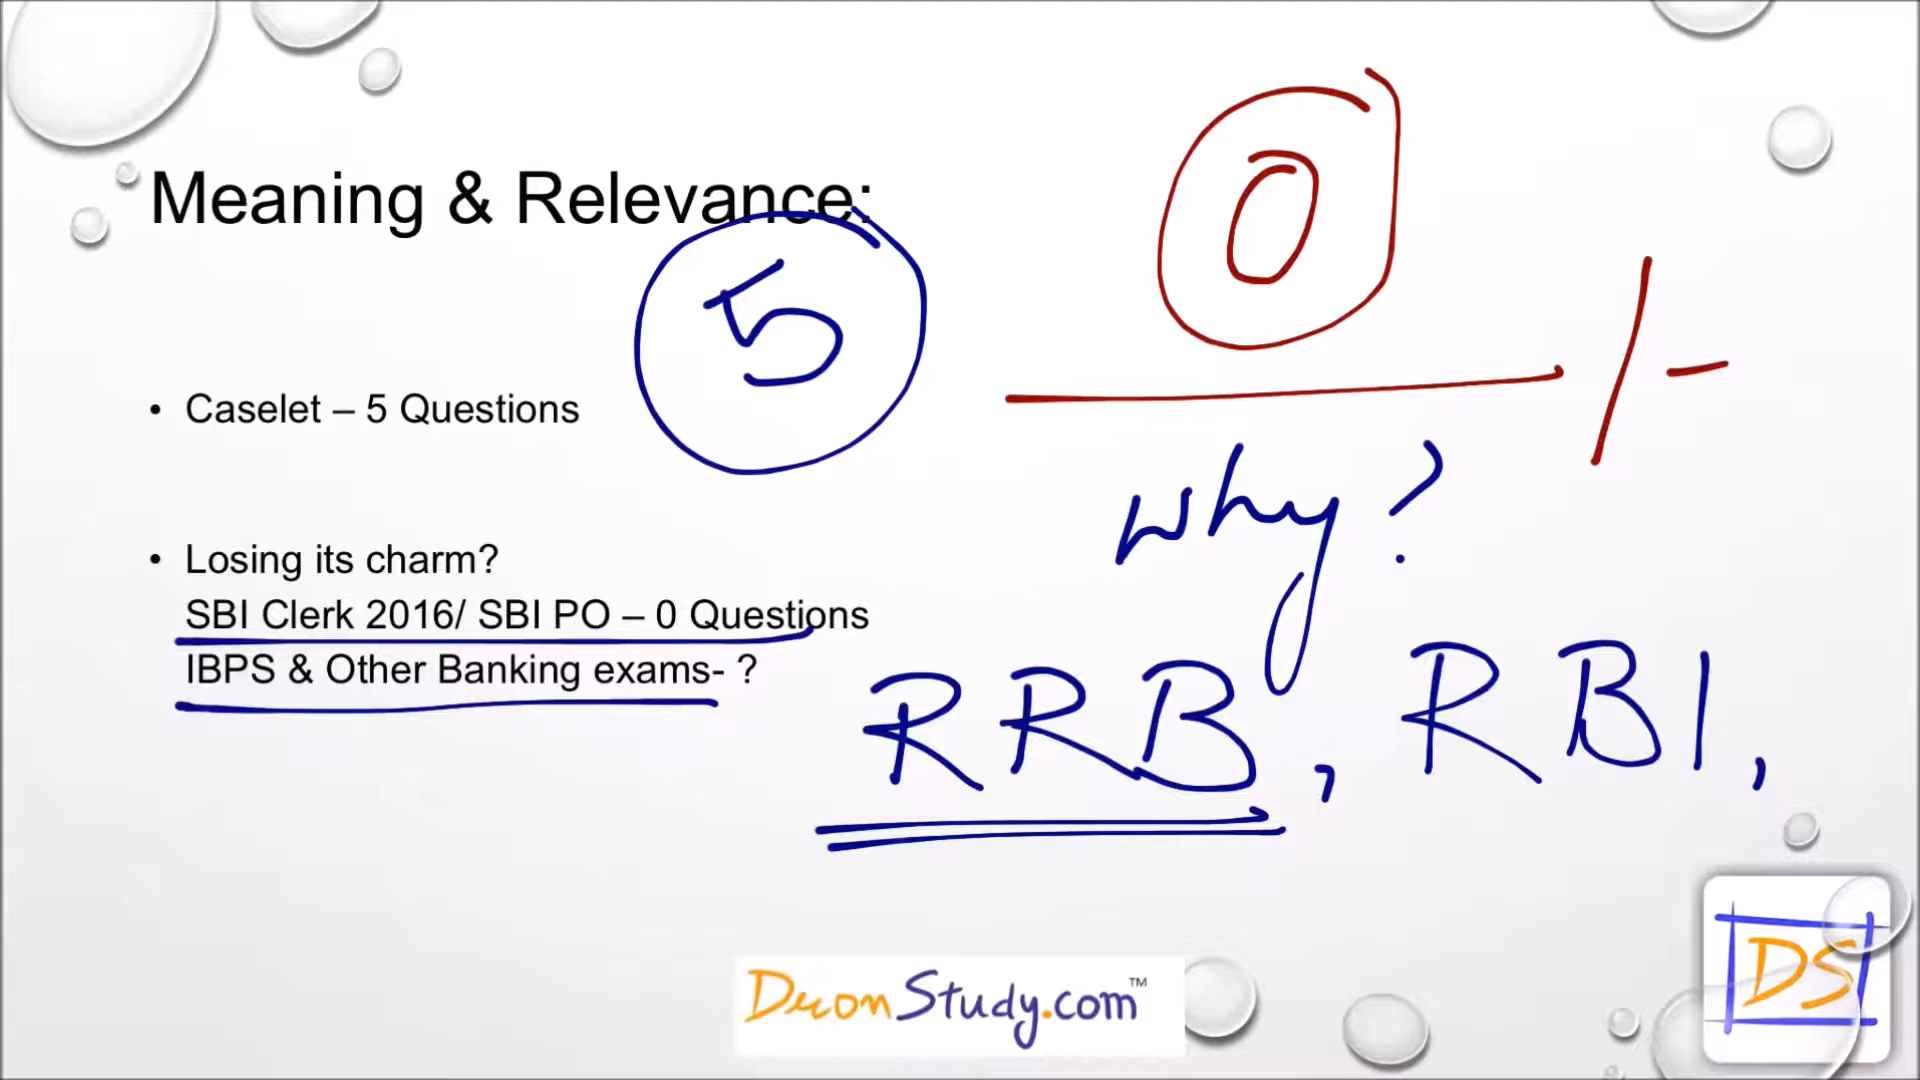 Meaning & Relevance:
0
5
/-
• Caselet – 5 Questions
why?
• Losing its charm?
SBI Clerk 2016/ SBI PO – 0 Questions
IBPS & Other Banking exams- ?
RRB, RBI,
DronStudy.com™
DS